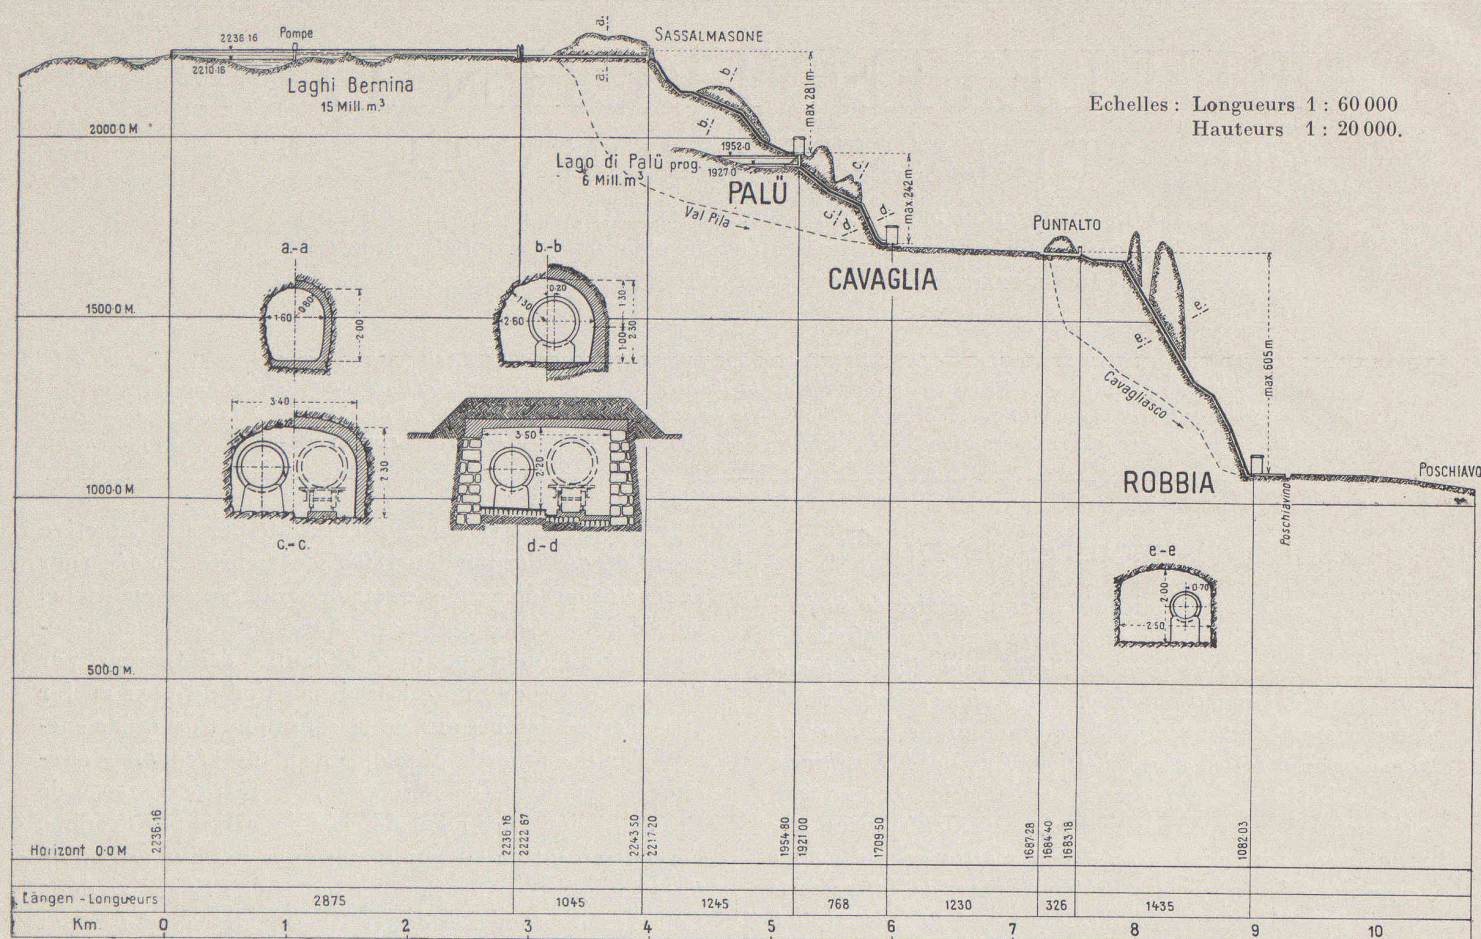 2236·16
Pompe
a.
SASSALMASONE
2210·16
Laghi Bernina
15 Mill. m³
a.
b
b.
max 281 m
Echelles : Longueurs 1 : 60 000
Hauteurs 1 : 20 000.
2000·0 M
1952·0
Lago di Palü prog.
6 Mill. m³
1927·0
PALÜ
c.
c.
d.
d.
max. 242 m
Val Pila
PUNTALTO
CAVAGLIA
a.-a
b.-b
0·80
1·60
2·00
0·20
1·30
2·60
1·30
1·00
2·30
1500·0 M.
e.
e.
max. 605 m
Cavagliasco
3·40
2·30
3·50
2·20
1000·0 M
ROBBIA
POSCHIAVO
Poschiavino
c.-c.
d.-d
e-e
2·00
0·70
2·50
500·0 M.
2236·16
2236·16
2222·67
2243·50
2217·20
1954·80
1921·00
1709·50
1687·28
1684·40
1683·18
1082·03
Horizont 0·0 M
Längen - Longueurs 2875 1045 1245 768 1230 326 1435
Km. 0 1 2 3 4 5 6 7 8 9 10